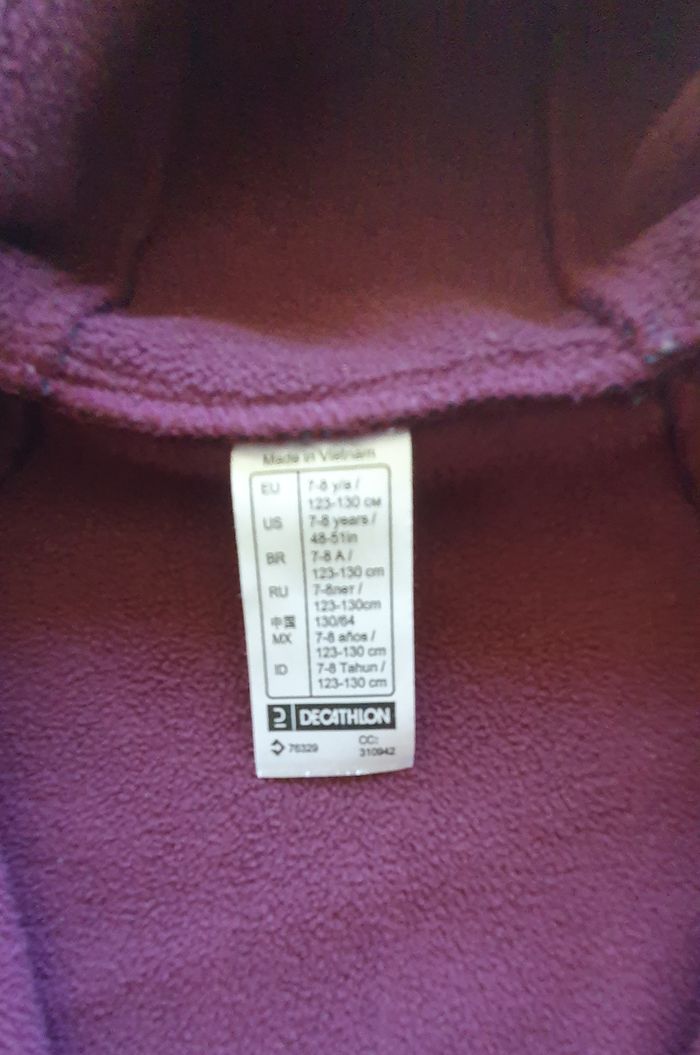 Made in Vietnam
EU 7-8 y/a /
123-130 cм
US 7-8 years /
48-51in
BR 7-8 A /
123-130 cm
RU 7-8лет /
123-130cm
中国 130/64
MX 7-8 años /
123-130 cm
ID 7-8 Tahun /
123-130 cm
DECATHLON
76329 CC:
310942